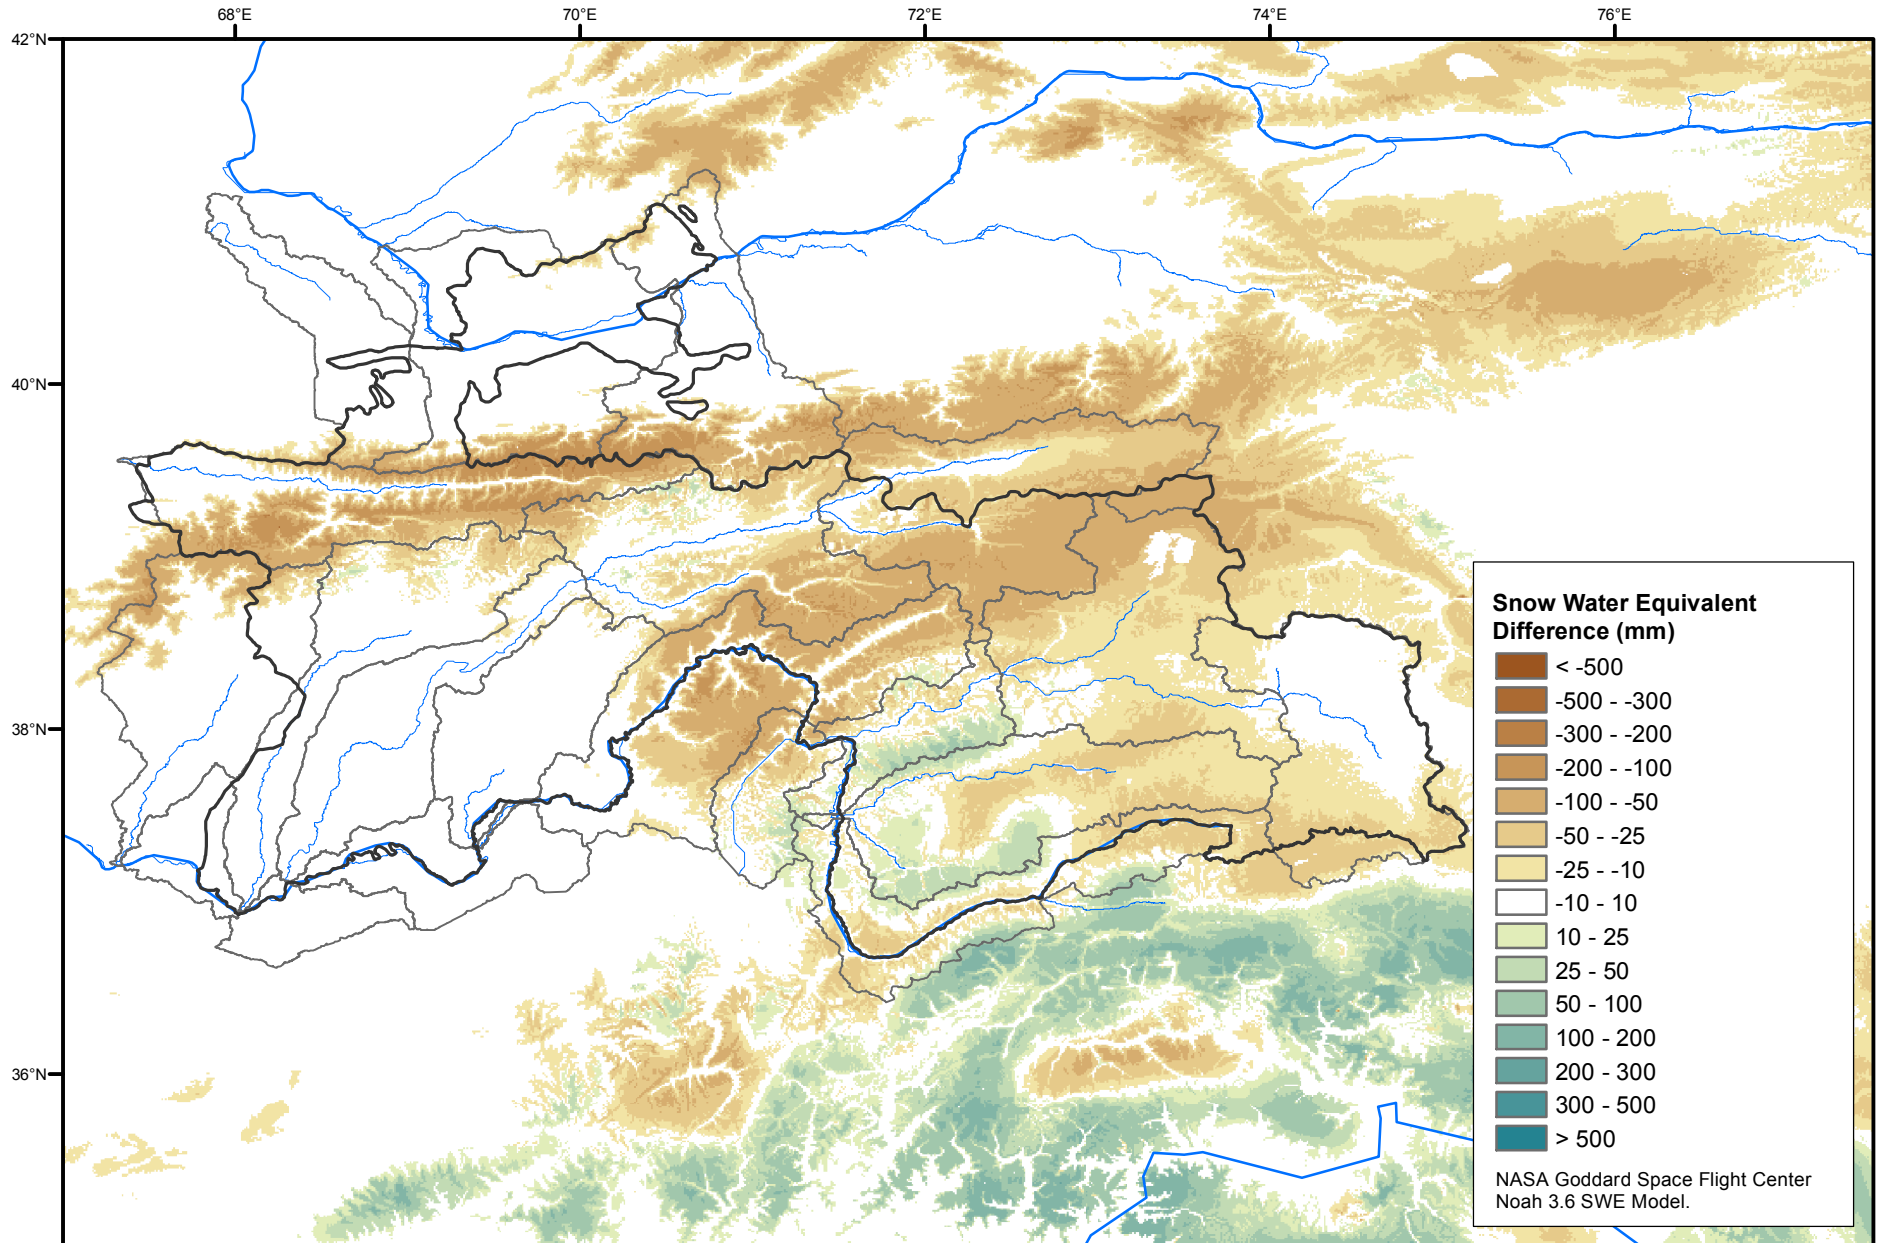 68°E 70°E 72°E 74°E 76°E
42°N
40°N
38°N
36°N
Snow Water Equivalent
Difference (mm)
< -500
-500 - -300
-300 - -200
-200 - -100
-100 - -50
-50 - -25
-25 - -10
-10 - 10
10 - 25
25 - 50
50 - 100
100 - 200
200 - 300
300 - 500
> 500
NASA Goddard Space Flight Center
Noah 3.6 SWE Model.